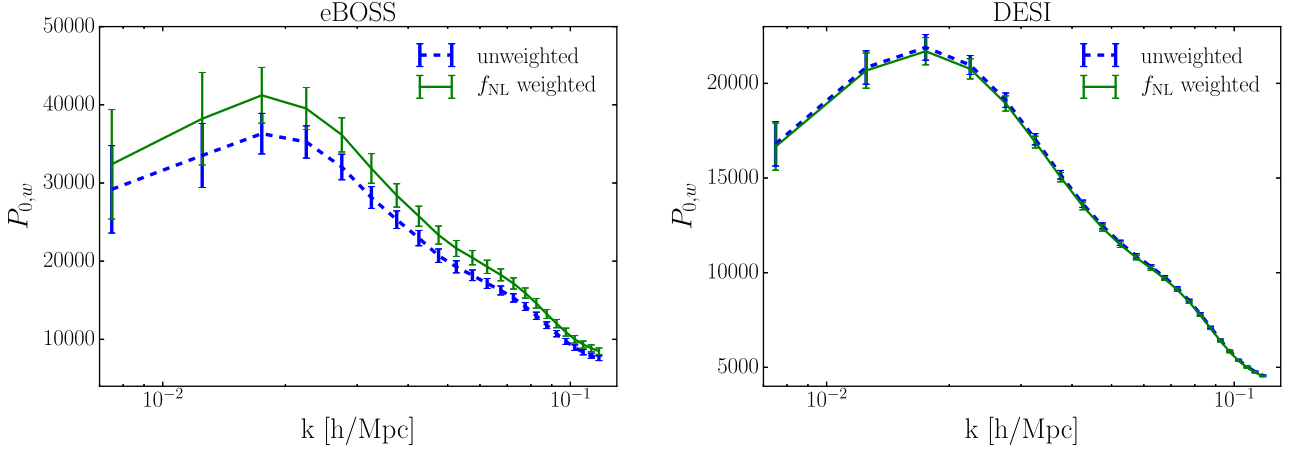 eBOSS
50000
40000
30000
20000
10000
P0,w
10−2
10−1
k [h/Mpc]
unweighted
fNL weighted
DESI
20000
15000
10000
5000
P0,w
10−2
10−1
k [h/Mpc]
unweighted
fNL weighted